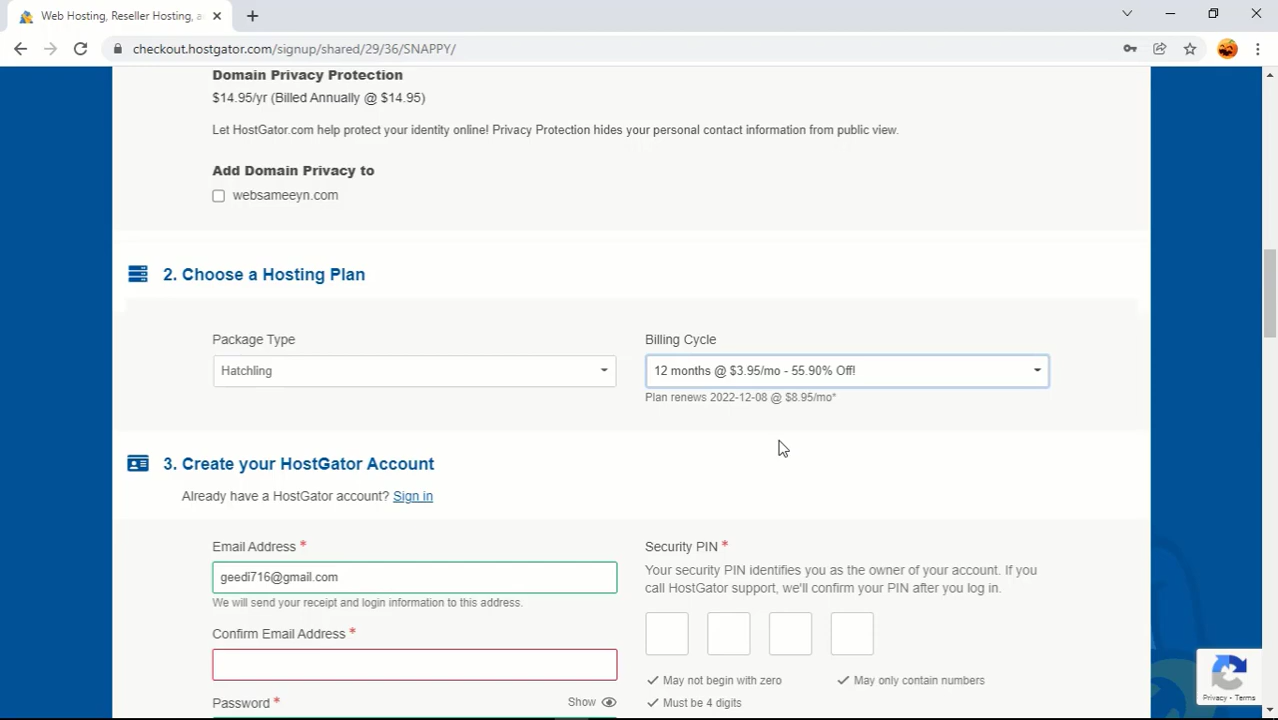 Web Hosting, Reseller Hosting, a
checkout.hostgator.com/signup/shared/29/36/SNAPPY/
Domain Privacy Protection
$14.95/yr (Billed Annually @ $14.95)
Let HostGator.com help protect your identity online! Privacy Protection hides your personal contact information from public view.
Add Domain Privacy to
websameeyn.com
2. Choose a Hosting Plan
Package Type
Hatchling
Billing Cycle
12 months @ $3.95/mo - 55.90% Off!
Plan renews 2022-12-08 @ $8.95/mo*
3. Create your HostGator Account
Already have a HostGator account? Sign in
Email Address *
geedi716@gmail.com
We will send your receipt and login information to this address.
Confirm Email Address *
Password *
Show
Security PIN *
Your security PIN identifies you as the owner of your account. If you
call HostGator support, we'll confirm your PIN after you log in.
May not begin with zero
May only contain numbers
Must be 4 digits
Privacy - Terms